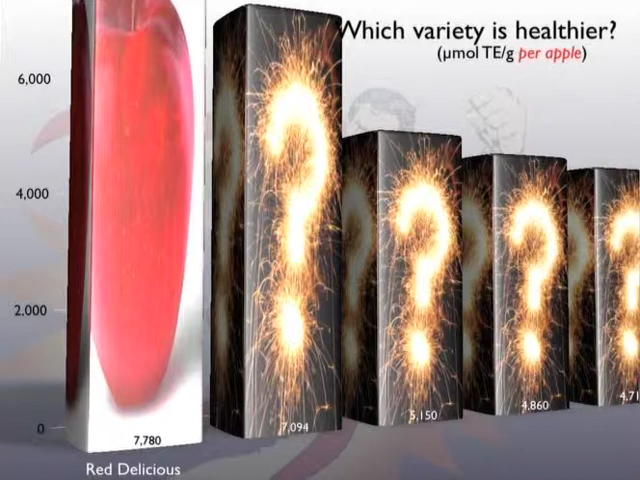 Which variety is healthier?
(µmol TE/g per apple)
6,000
4,000
2,000
0
7,780
7,094
5,150
4,860
Red Delicious